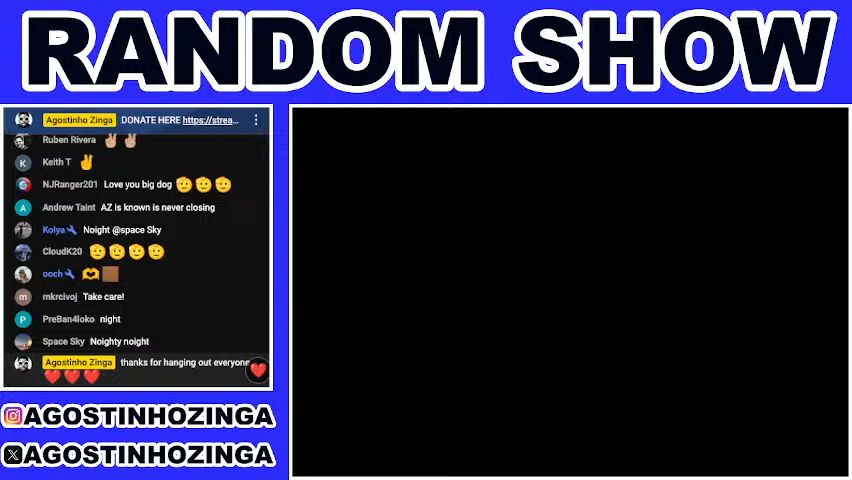 RANDOM SHOW
Agostinho Zinga DONATE HERE https://strea...
Ruben Rivera
K Keith T
NJRanger201 Love you big dog
A Andrew Taint AZ is known is never closing
Kolya Noight @space Sky
CloudK20
ooch
m mkrcivoj Take care!
P PreBan4loko night
Space Sky Noighty noight
Agostinho Zinga thanks for hanging out everyone
@AGOSTINHOZINGA
X @AGOSTINHOZINGA